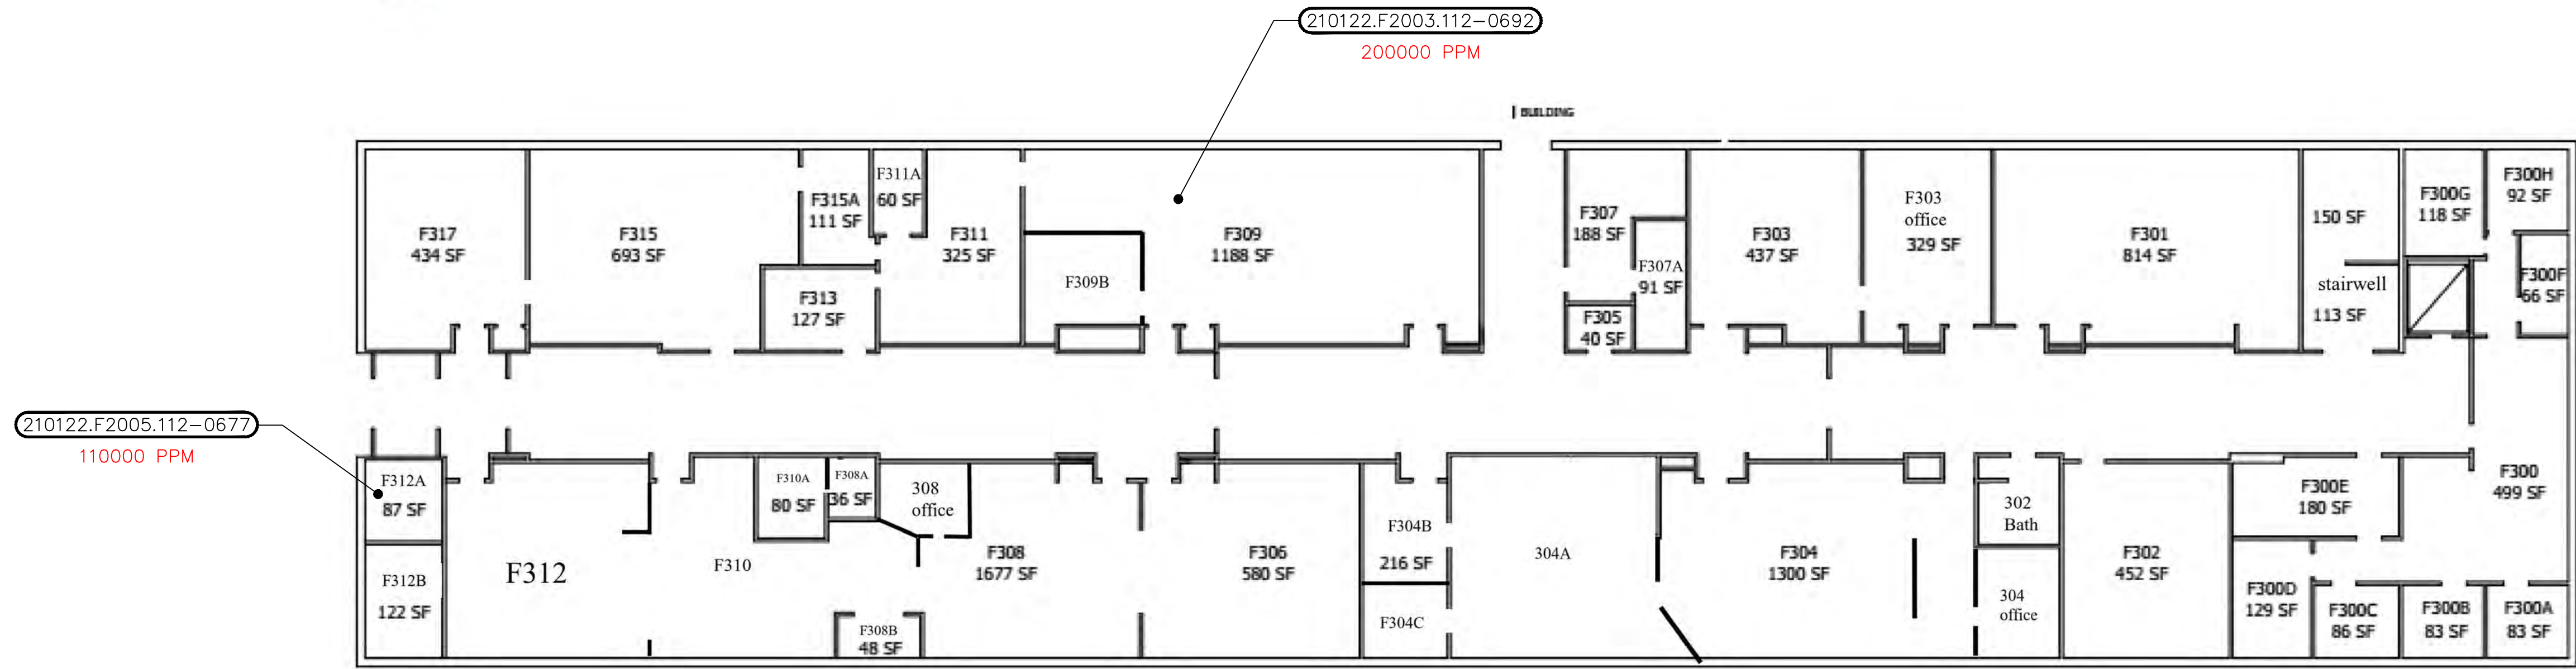 210122.F2003.112-0692
200000 PPM
BUILDING
F317
434 SF
F315
693 SF
F315A
111 SF
F311A
60 SF
F313
127 SF
F311
325 SF
F309B
F309
1188 SF
F307
188 SF
F307A
91 SF
F305
40 SF
F303
437 SF
F303
office
329 SF
F301
814 SF
150 SF
stairwell
113 SF
F300G
118 SF
F300H
92 SF
F300F
66 SF
210122.F2005.112-0677
110000 PPM
F312A
87 SF
F312B
122 SF
F312
F310
F310A
80 SF
F308A
36 SF
308
office
F308
1677 SF
F308B
48 SF
F306
580 SF
F304B
216 SF
F304C
304A
F304
1300 SF
302
Bath
304
office
F302
452 SF
F300E
180 SF
F300
499 SF
F300D
129 SF
F300C
86 SF
F300B
83 SF
F300A
83 SF